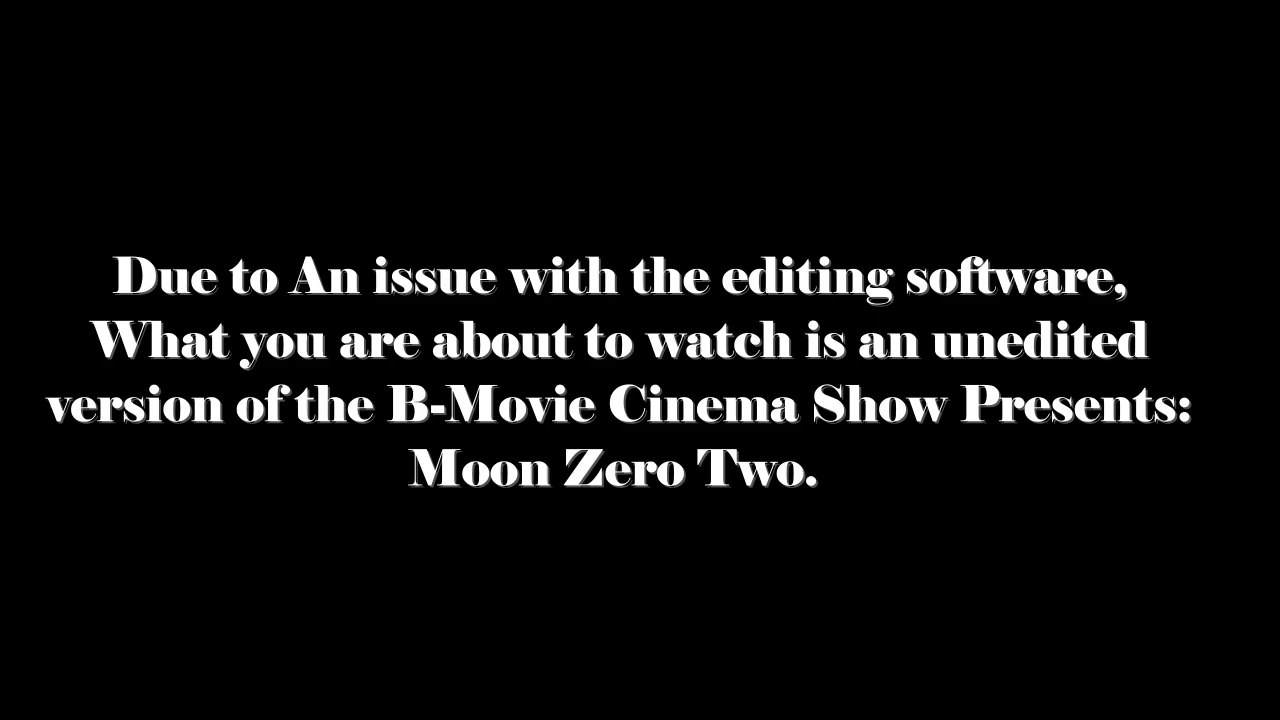 Due to An issue with the editing software,
What you are about to watch is an unedited
version of the B-Movie Cinema Show Presents:
Moon Zero Two.